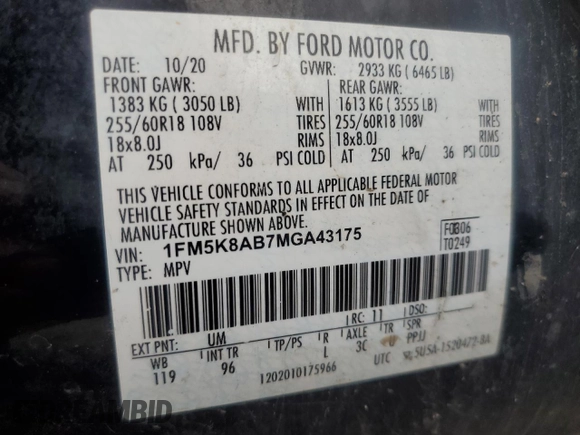 MFD. BY FORD MOTOR CO.
DATE: 10/20 GVWR: 2933 KG ( 6465 LB)
FRONT GAWR: REAR GAWR:
1383 KG ( 3050 LB) WITH 1613 KG ( 3555 LB) WITH
255/60R18 108V TIRES 255/60R18 108V TIRES
18x8.0J RIMS 18x8.0J RIMS
AT 250 kPa/ 36 PSI COLD AT 250 kPa/ 36 PSI COLD
THIS VEHICLE CONFORMS TO ALL APPLICABLE FEDERAL MOTOR
VEHICLE SAFETY STANDARDS IN EFFECT ON THE DATE OF
MANUFACTURE SHOWN ABOVE.
VIN: 1FM5K8AB7MGA43175
TYPE: MPV
T0249
EXT PNT: UM RC: 11 DSO:
WB INT TR TP/PS R AXLE TR SPR
119 96 L 3C U PPJJ
1202010175966 UTC